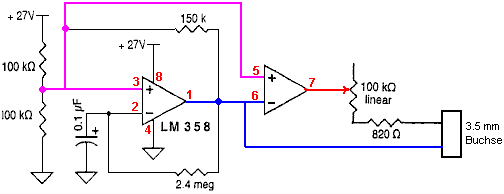 + 27V
150 k
+ 27V
100 kΩ
8
3
+
2
−
1
4
LM 358
5
+
6
−
7
100 kΩ
linear
00 kΩ
0.1 µF
+
2.4 meg
820 Ω
3.5 mm
Buchse